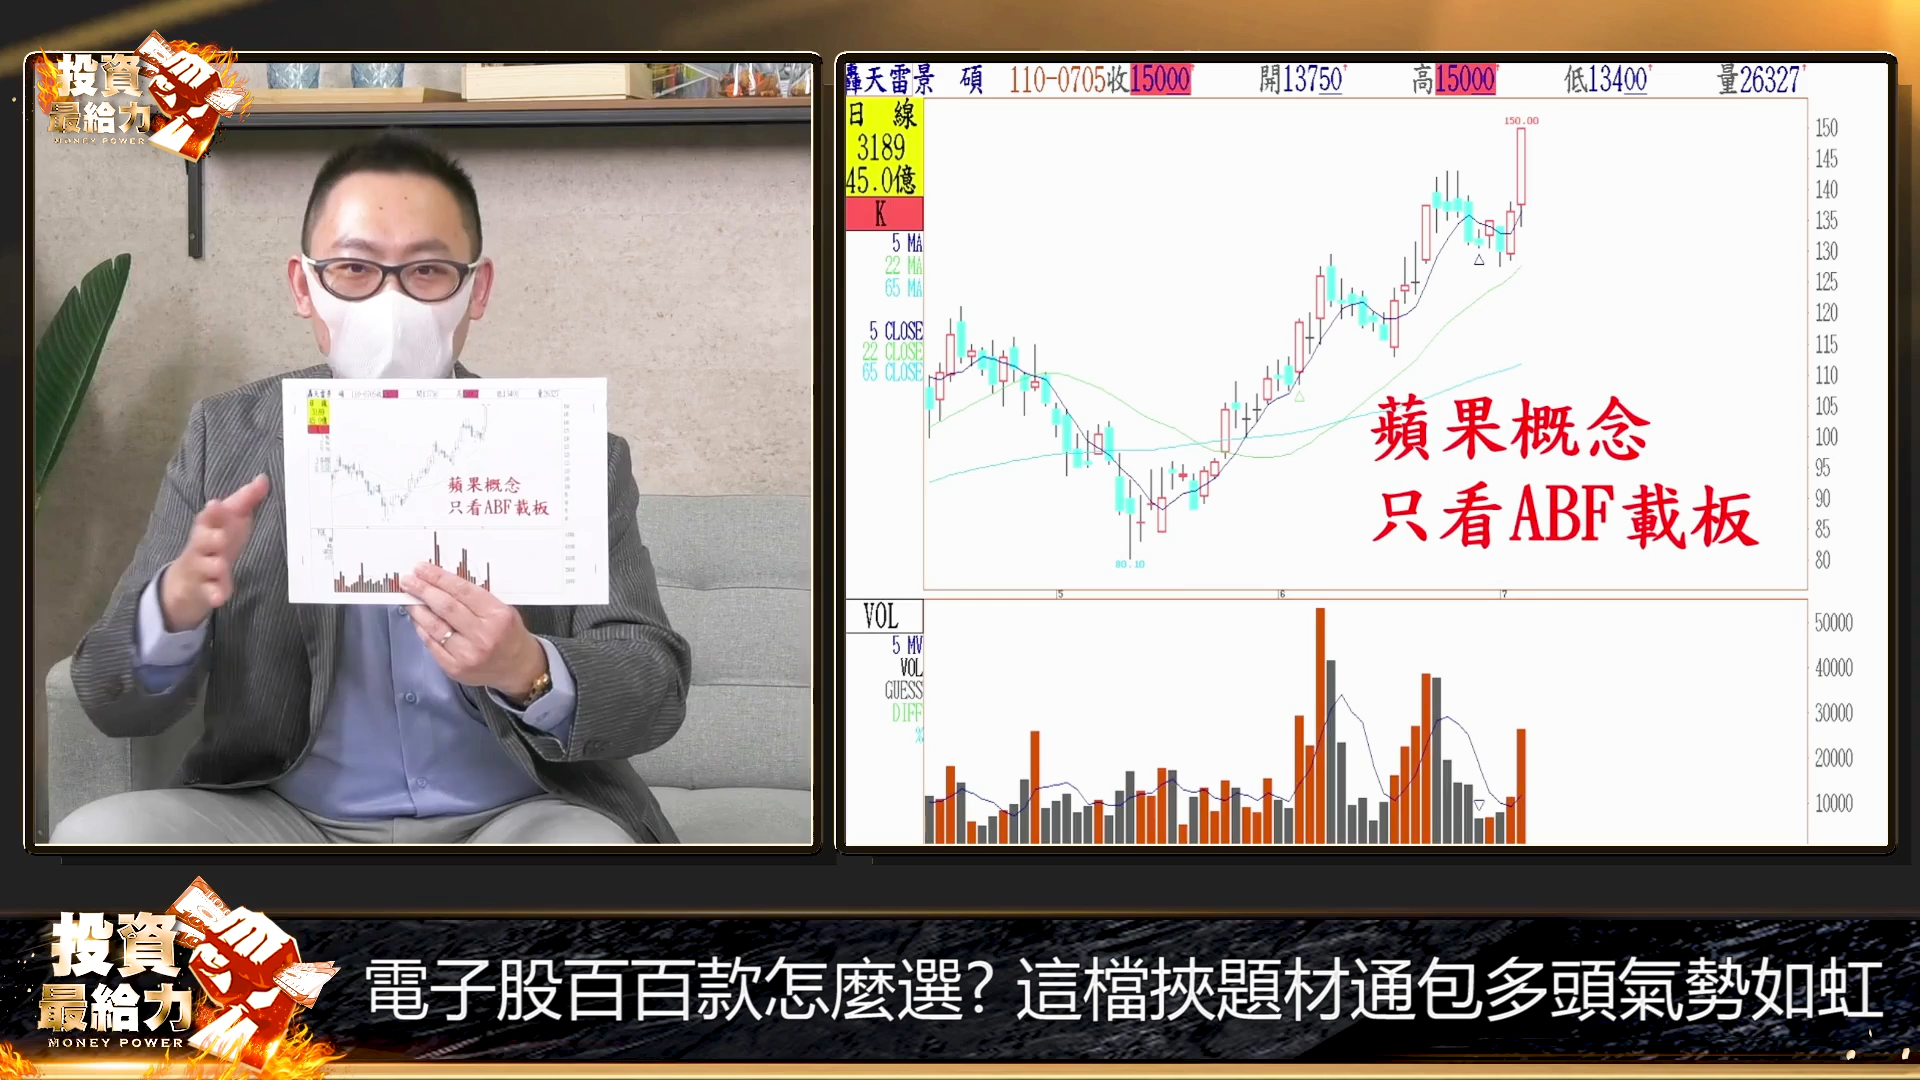 投資
最給力
MONEY POWER
轟天雷景 碩 110-0705收15000 開13750 高15000 低13400 量26327
日 線
3189
45.0億
K
5 MA
22 MA
65 MA
5 CLOSE
22 CLOSE
65 CLOSE
150.00
150
145
140
135
130
125
120
115
110
105
100
95
90
85
80
80.10
蘋果概念
只看ABF載板
5 6 7
VOL
5 MV
VOL
GUESS
DIFF
%
50000
40000
30000
20000
10000
蘋果概念
只看ABF載板
投資
最給力
MONEY POWER
電子股百百款怎麼選? 這檔挾題材通包多頭氣勢如虹